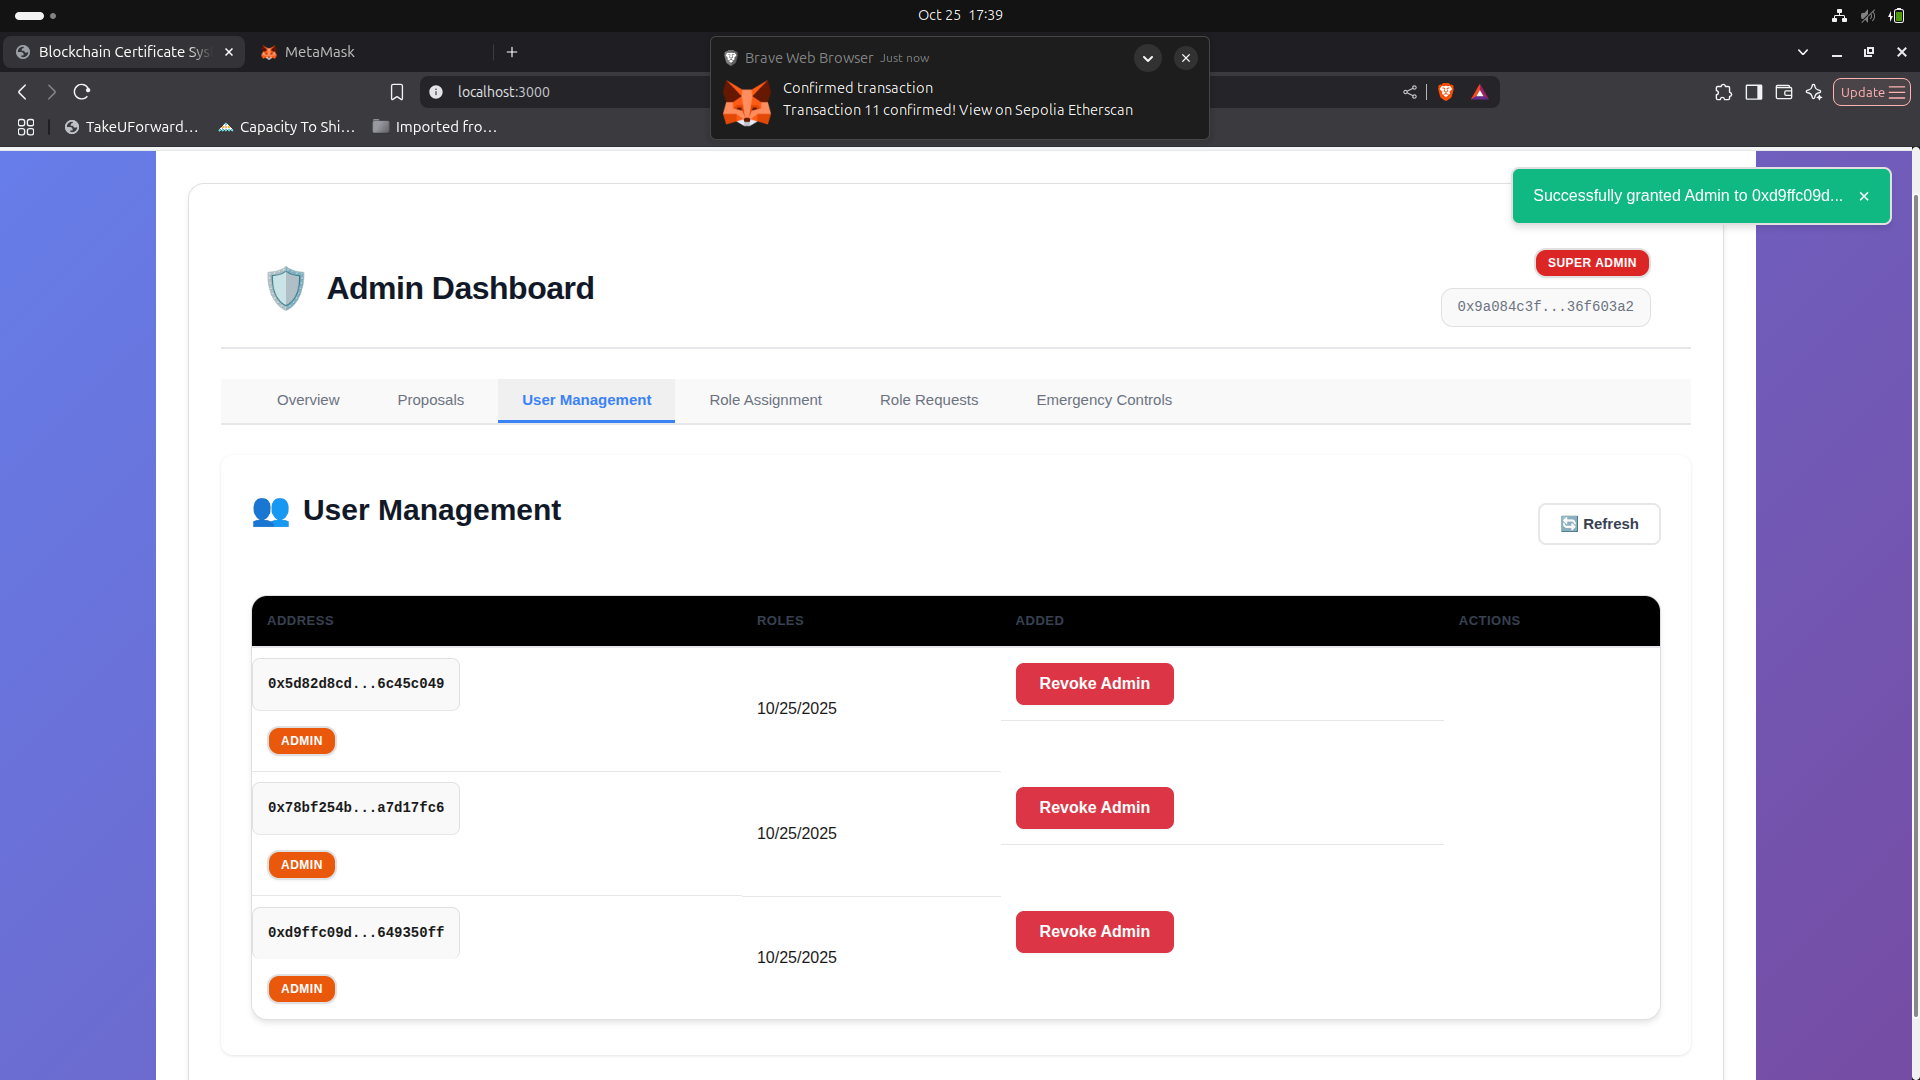 Oct 25 17:39
Blockchain Certificate Sys
MetaMask
Brave Web Browser Just now
Confirmed transaction
Transaction 11 confirmed! View on Sepolia Etherscan
localhost:3000
Update
TakeUForward...
Capacity To Shi...
Imported fro...
Successfully granted Admin to 0xd9ffc09d...
SUPER ADMIN
Admin Dashboard
0x9a084c3f...36f603a2
Overview Proposals User Management Role Assignment Role Requests Emergency Controls
User Management
Refresh
ADDRESS ROLES ADDED ACTIONS
0x5d82d8cd...6c45c049
10/25/2025
Revoke Admin
ADMIN
0x78bf254b...a7d17fc6
10/25/2025
Revoke Admin
ADMIN
0xd9ffc09d...649350ff
10/25/2025
Revoke Admin
ADMIN